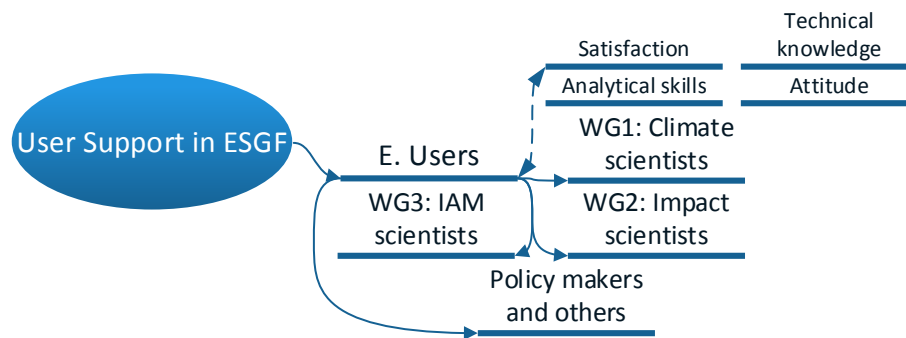 Technical
Satisfaction
knowledge
Analytical skills
Attitude
User Support in ESGF
E. Users
WG1: Climate
scientists
WG3: IAM
scientists
WG2: Impact
scientists
Policy makers
and others